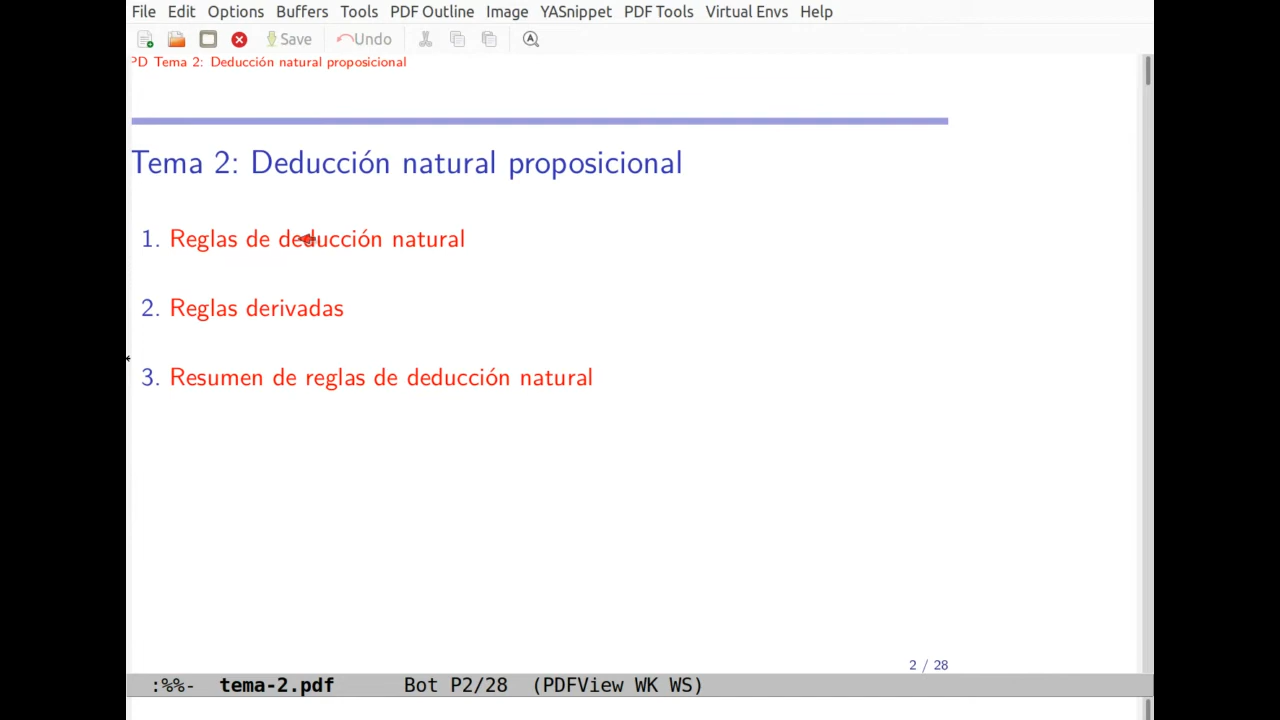 File Edit Options Buffers Tools PDF Outline Image YASnippet PDF Tools Virtual Envs Help
Save Undo
PD Tema 2: Deducción natural proposicional
Tema 2: Deducción natural proposicional
1. Reglas de deducción natural
2. Reglas derivadas
3. Resumen de reglas de deducción natural
2 / 28
:%%- tema-2.pdf Bot P2/28 (PDFView WK WS)